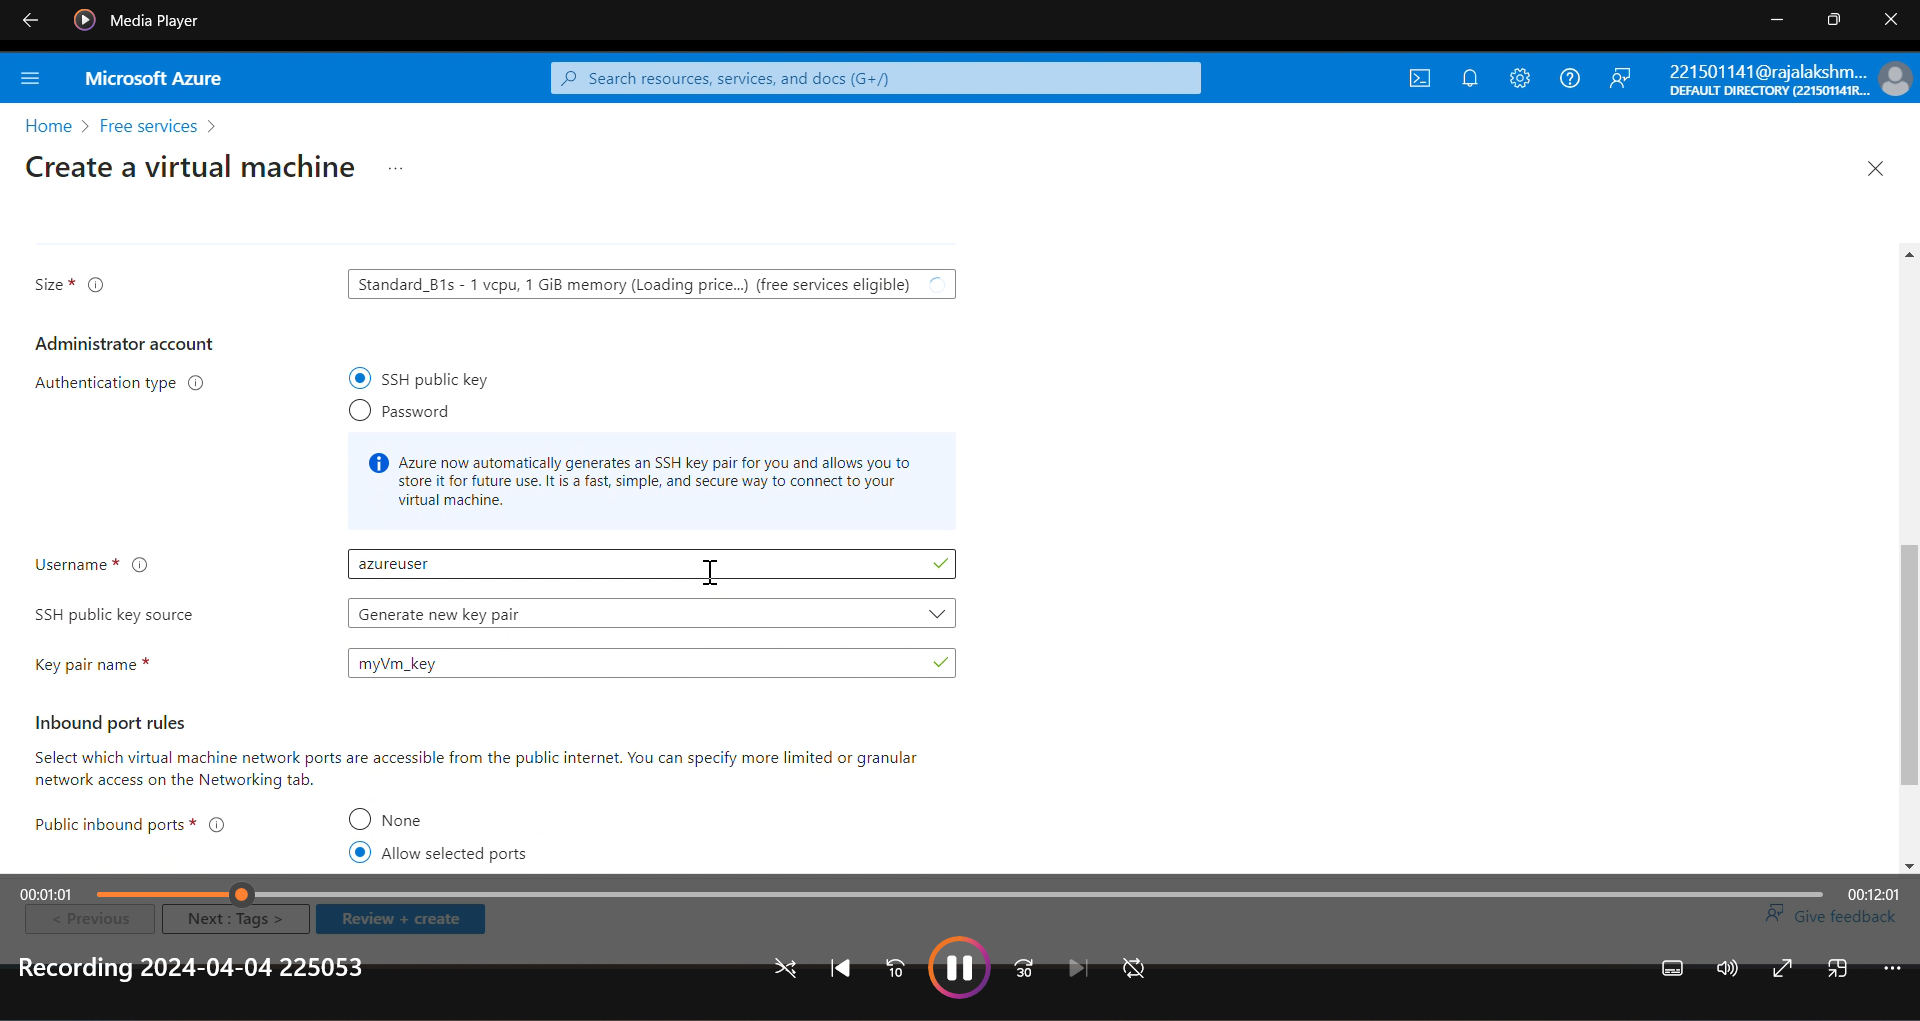 Media Player
Microsoft Azure
Search resources, services, and docs (G+/)
221501141@rajalakshm...
DEFAULT DIRECTORY (221501141R...
Home > Free services >
Create a virtual machine ...
Size *
Standard_B1s - 1 vcpu, 1 GiB memory (Loading price...) (free services eligible)
Administrator account
Authentication type
SSH public key
Password
Azure now automatically generates an SSH key pair for you and allows you to
store it for future use. It is a fast, simple, and secure way to connect to your
virtual machine.
Username *
azureuser
SSH public key source
Generate new key pair
Key pair name *
myVm_key
Inbound port rules
Select which virtual machine network ports are accessible from the public internet. You can specify more limited or granular
network access on the Networking tab.
Public inbound ports *
None
Allow selected ports
00:01:01
00:12:01
< Previous
Next : Tags >
Review + create
Give feedback
Recording 2024-04-04 225053
10
30